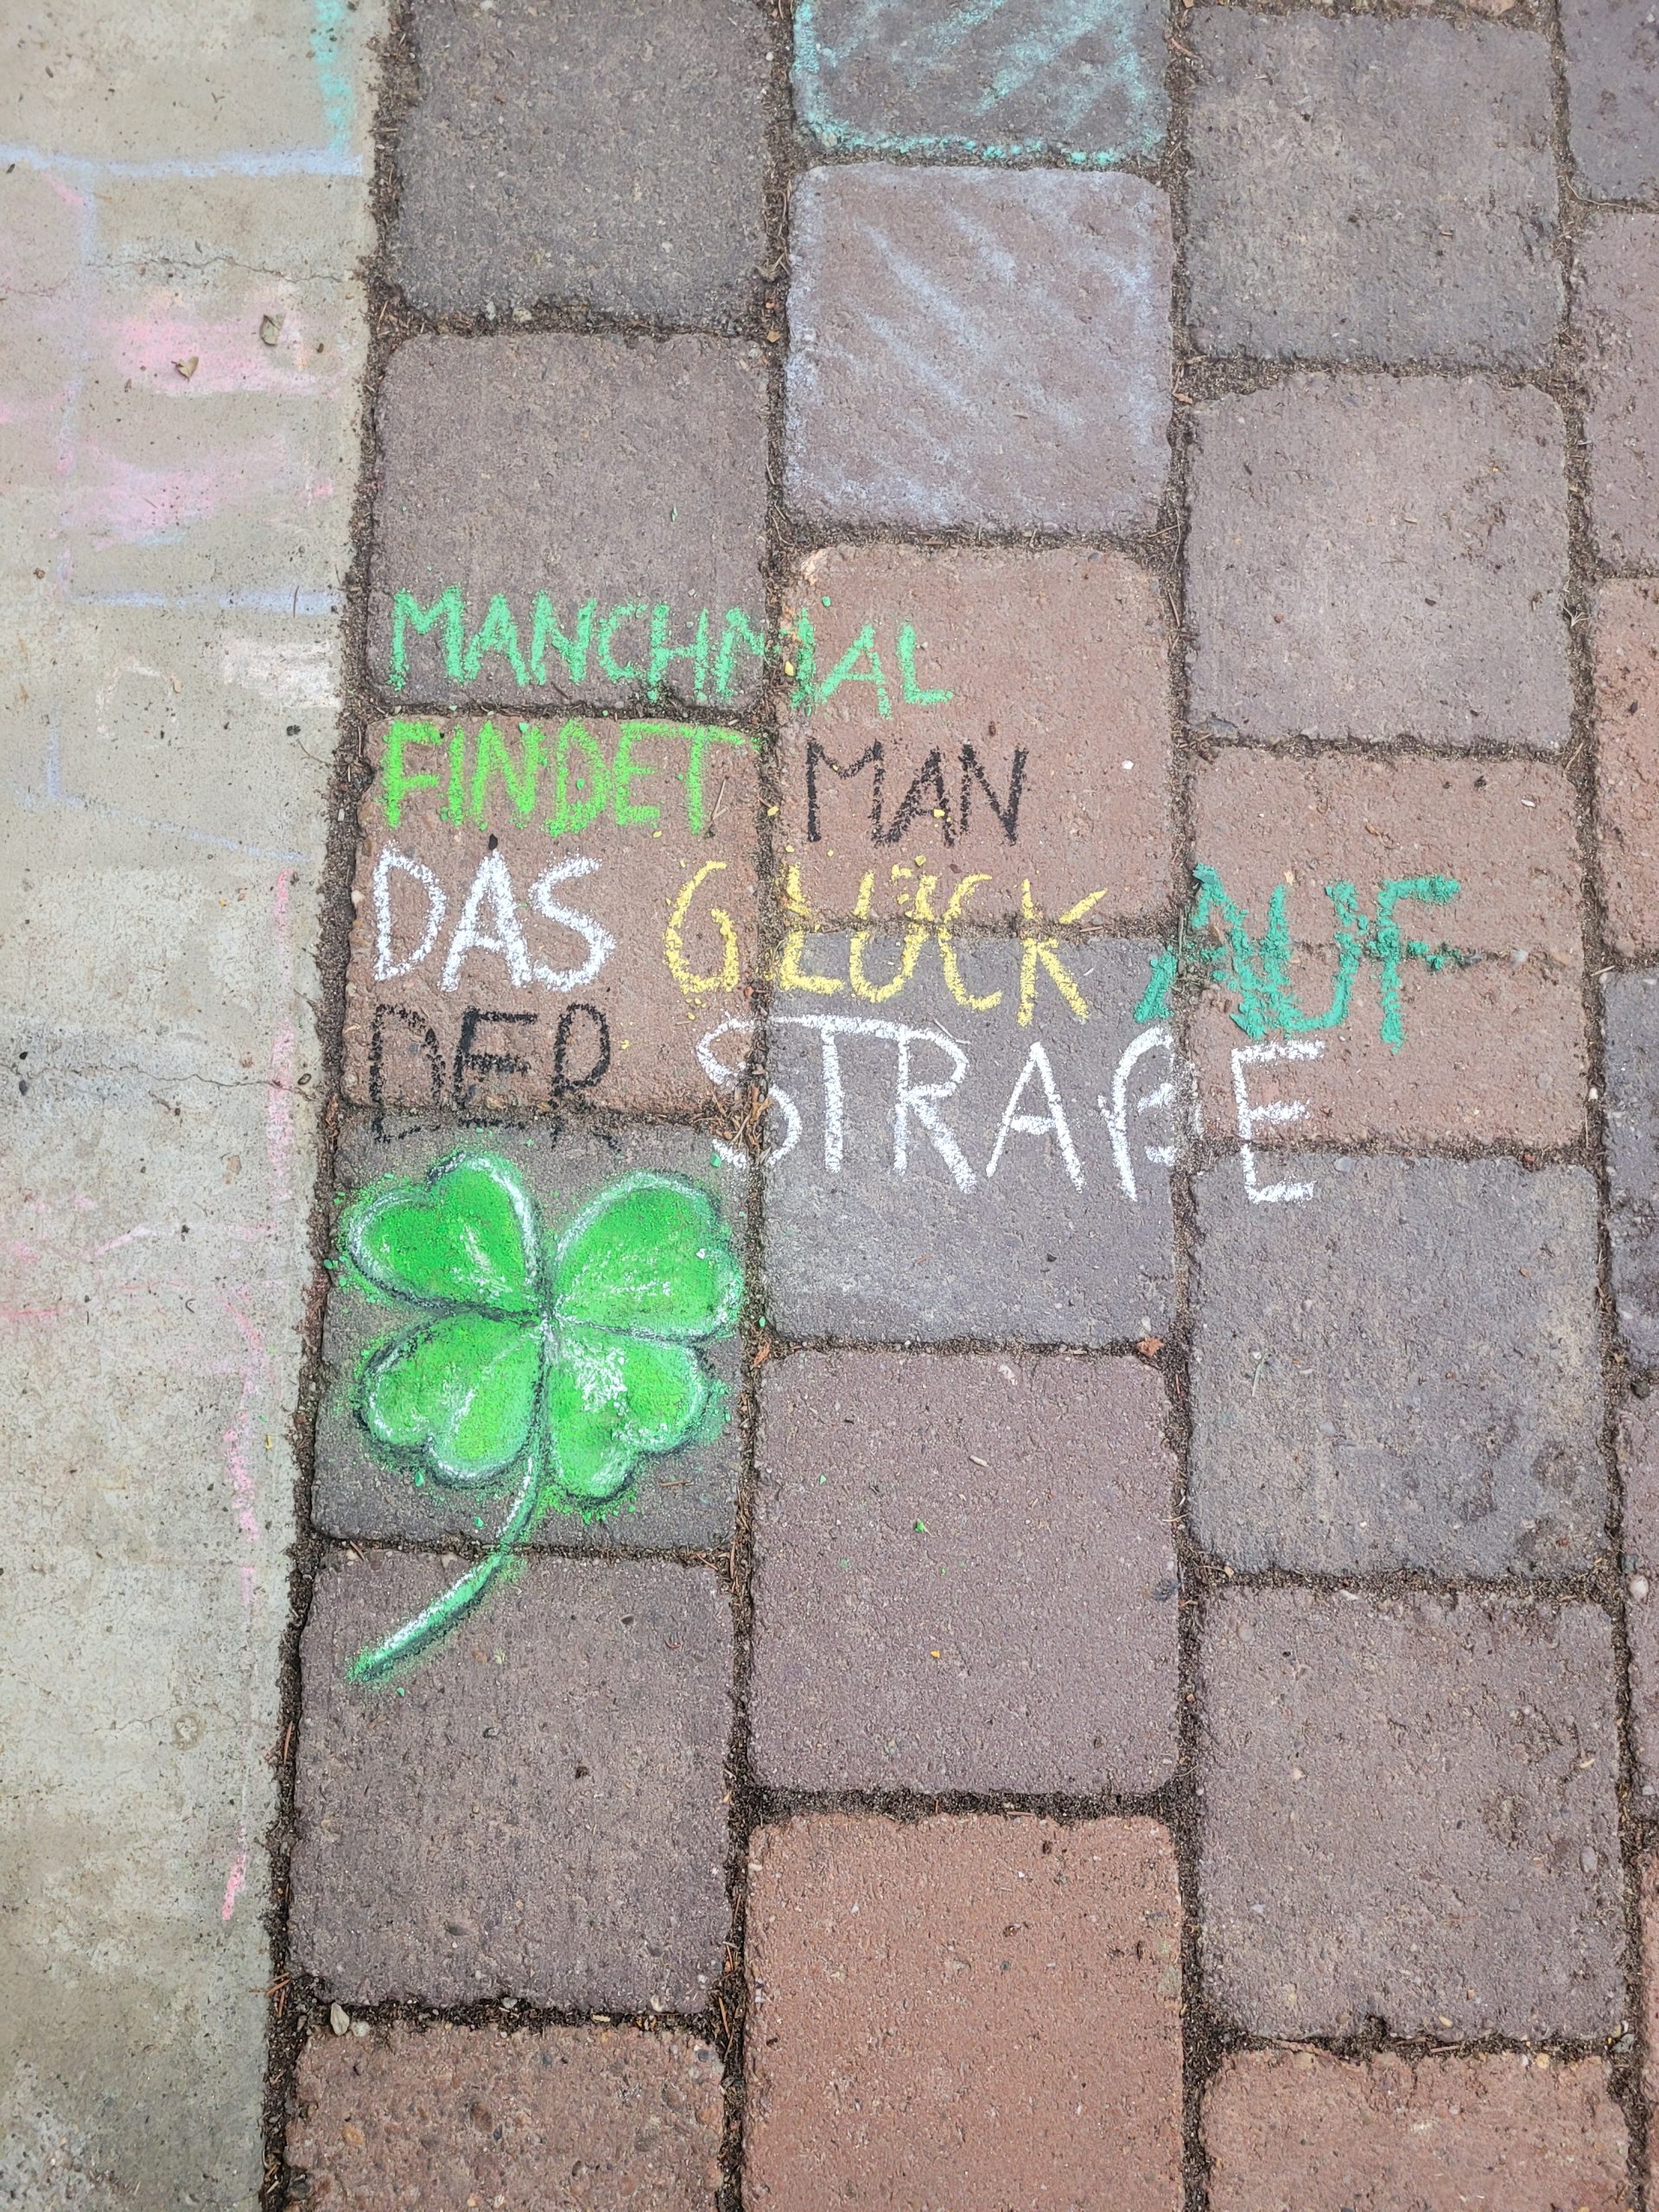 MANCHMAL
FINDET MAN
DAS GLÜCK AUF
DER STRAßE